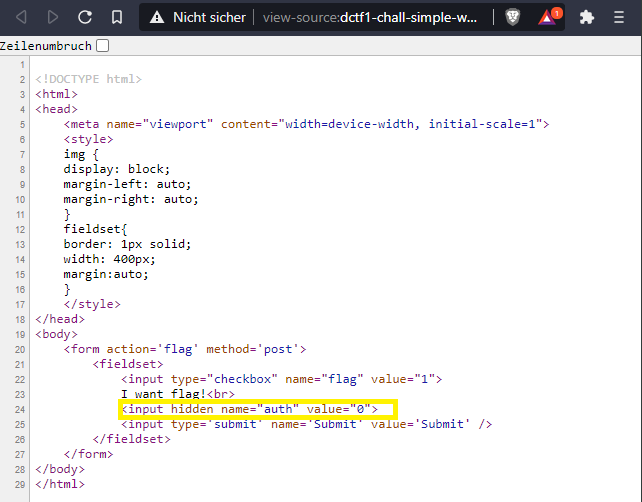 Nicht sicher | view-source:dctf1-chall-simple-w... 1
Zeilenumbruch
1
2 <!DOCTYPE html>
3 <html>
4 <head>
5 <meta name="viewport" content="width=device-width, initial-scale=1">
6 <style>
7 img {
8 display: block;
9 margin-left: auto;
10 margin-right: auto;
11 }
12 fieldset{
13 border: 1px solid;
14 width: 400px;
15 margin:auto;
16 }
17 </style>
18 </head>
19 <body>
20 <form action='flag' method='post'>
21 <fieldset>
22 <input type="checkbox" name="flag" value="1">
23 I want flag!<br>
24 <input hidden name="auth" value="0">
25 <input type='submit' name='Submit' value='Submit' />
26 </fieldset>
27 </form>
28 </body>
29 </html>